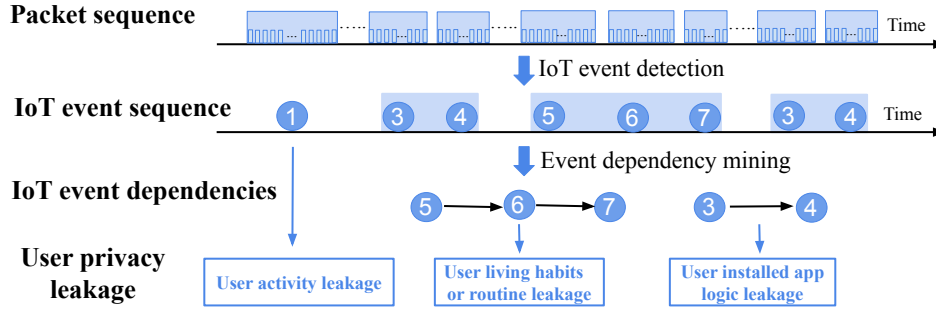 Packet sequence
Time
IoT event detection
IoT event sequence
1 3 4 5 6 7 3 4
Time
Event dependency mining
IoT event dependencies
5 6 7 3 4
User privacy
leakage
User activity leakage
User living habits
or routine leakage
User installed app
logic leakage